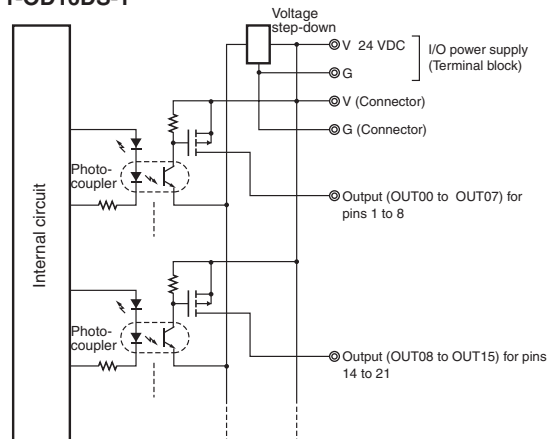 Voltage
step-down
V 24 VDC
I/O power supply
(Terminal block)
G
V (Connector)
G (Connector)
Internal circuit
Photo-
coupler
Output (OUT00 to OUT07) for
pins 1 to 8
Photo-
coupler
Output (OUT08 to OUT15) for pins
14 to 21